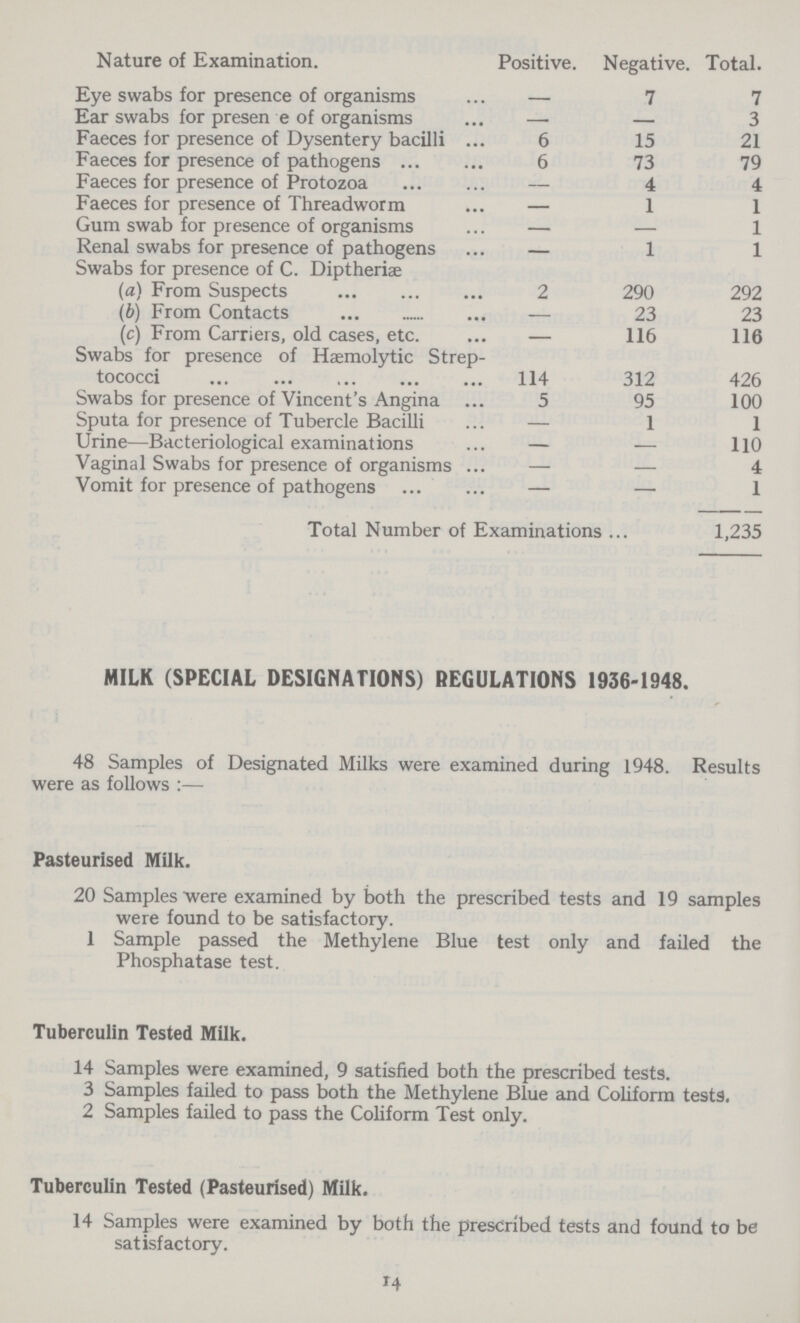 Nature of Examination. Positive. Negative. Total.
Eye swabs for presence of organisms ... — 7 7
Ear swabs for presen e of organisms ... — — 3
Faeces for presence of Dysentery bacilli ... 6 15 21
Faeces for presence of pathogens ... ... 6 73 79
Faeces for presence of Protozoa ... ... — 4 4
Faeces for presence of Threadworm ... — 1 1
Gum swab for presence of organisms ... — — 1
Renal swabs for presence of pathogens ... — 1 1
Swabs for presence of C. Diptheriæ
(a) From Suspects ... ... ... 2 290 292
(b) From Contacts ... ...... ... — 23 23
(c) From Carriers, old cases, etc. ... — 116 116
Swabs for presence of Hæmolytic Strep-
tococci ... ... ... ... ... 114 312 426
Swabs for presence of Vincent's Angina ... 5 95 100
Sputa for presence of Tubercle Bacilli ... — 1 1
Urine—Bacteriological examinations ... — — 110
Vaginal Swabs for presence of organisms ... — — 4
Vomit for presence of pathogens ... ... — — 1
Total Number of Examinations ... 1,235
MILK (SPECIAL DESIGNATIONS) REGULATIONS 1936-1948.
48 Samples of Designated Milks were examined during 1948. Results
were as follows :—
Pasteurised Milk.
20 Samples were examined by both the prescribed tests and 19 samples
were found to be satisfactory.
1 Sample passed the Methylene Blue test only and failed the
Phosphatase test.
Tuberculin Tested Milk.
14 Samples were examined, 9 satisfied both the prescribed tests.
3 Samples failed to pass both the Methylene Blue and Coliform tests.
2 Samples failed to pass the Coliform Test only.
Tuberculin Tested (Pasteurised) Milk.
14 Samples were examined by both the prescribed tests and found to be
satisfactory.
14